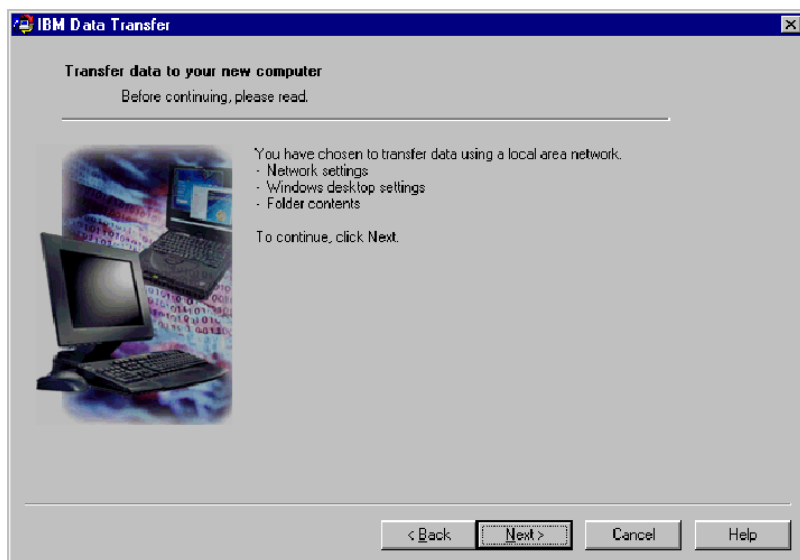 IBM Data Transfer
Transfer data to your new computer
Before continuing, please read.
You have chosen to transfer data using a local area network.
- Network settings
- Windows desktop settings
- Folder contents
To continue, click Next.
< Back Next > Cancel Help